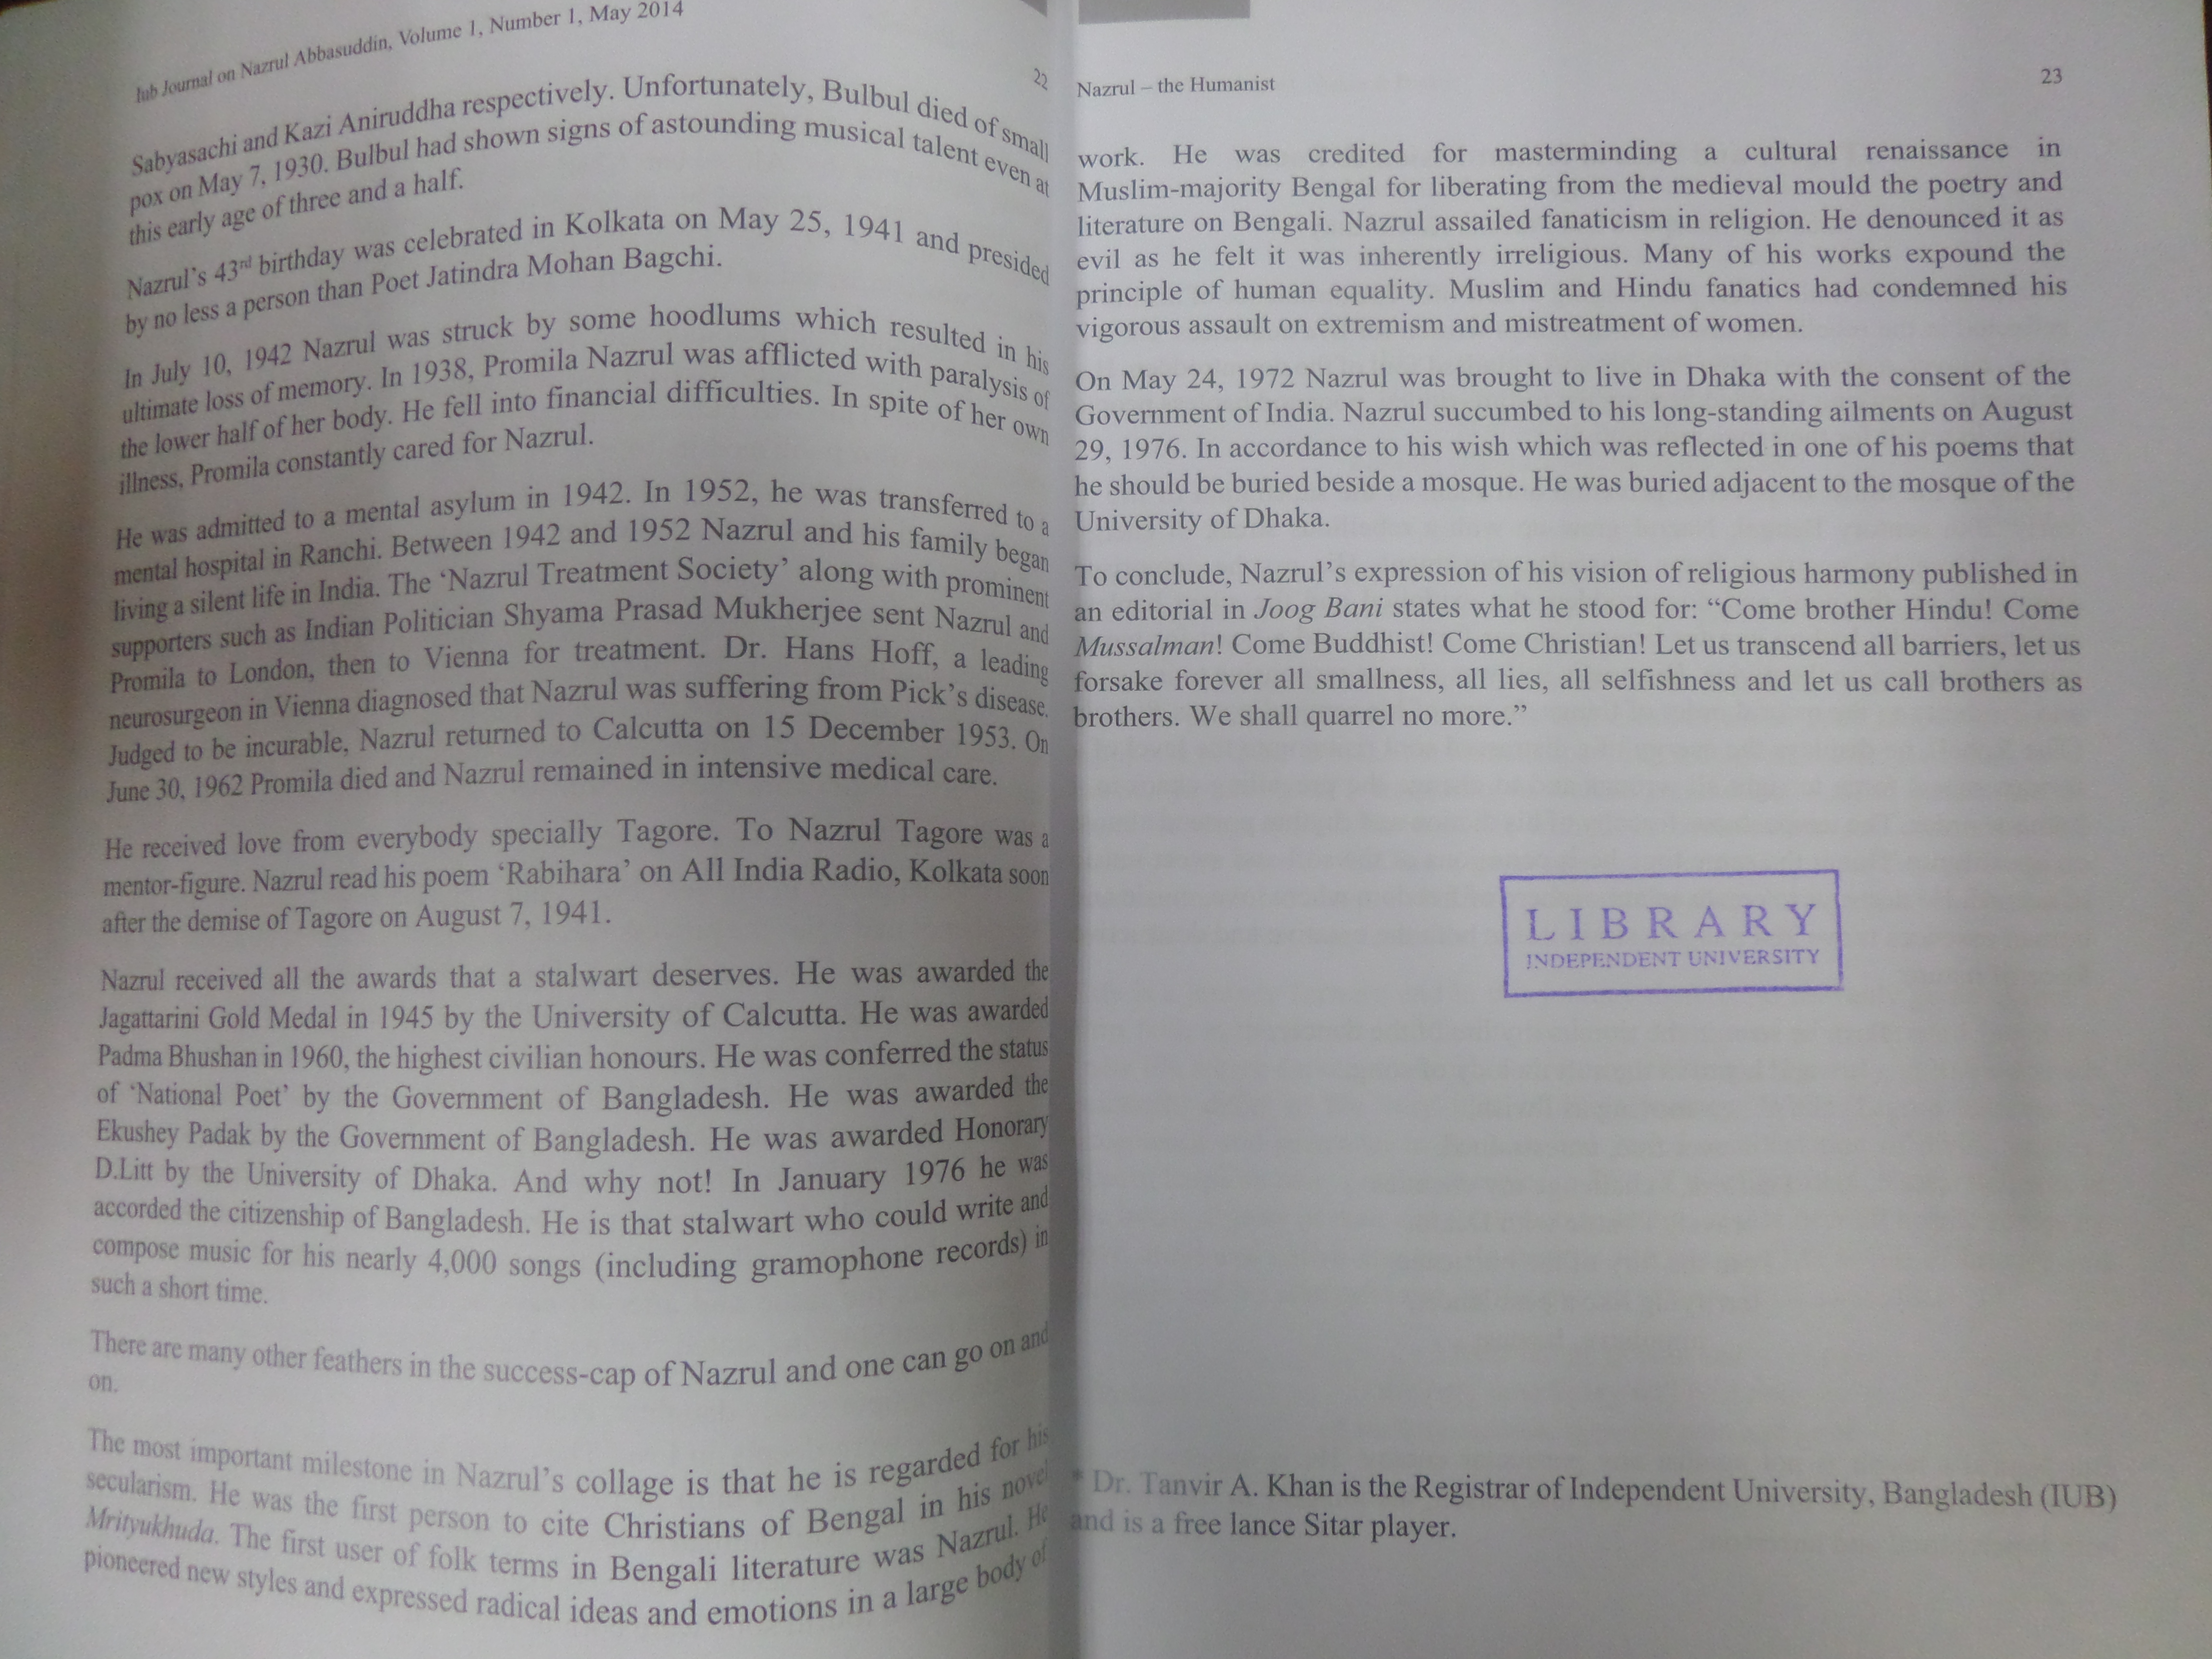 Iub Journal on Nazrul Abbasuddin, Volume 1, Number 1, May 2014
22
Sabyasachi and Kazi Aniruddha respectively. Unfortunately, Bulbul died of small
pox on May 7, 1930. Bulbul had shown signs of astounding musical talent even at
this early age of three and a half.
Nazrul's 43rd birthday was celebrated in Kolkata on May 25, 1941 and presided
by no less a person than Poet Jatindra Mohan Bagchi.
In July 10, 1942 Nazrul was struck by some hoodlums which resulted in his
ultimate loss of memory. In 1938, Promila Nazrul was afflicted with paralysis of
the lower half of her body. He fell into financial difficulties. In spite of her own
illness, Promila constantly cared for Nazrul.
He was admitted to a mental asylum in 1942. In 1952, he was transferred to a
mental hospital in Ranchi. Between 1942 and 1952 Nazrul and his family began
living a silent life in India. The 'Nazrul Treatment Society' along with prominent
supporters such as Indian Politician Shyama Prasad Mukherjee sent Nazrul and
Promila to London, then to Vienna for treatment. Dr. Hans Hoff, a leading
neurosurgeon in Vienna diagnosed that Nazrul was suffering from Pick's disease.
Judged to be incurable, Nazrul returned to Calcutta on 15 December 1953. On
June 30, 1962 Promila died and Nazrul remained in intensive medical care.
He received love from everybody specially Tagore. To Nazrul Tagore was a
mentor-figure. Nazrul read his poem 'Rabihara' on All India Radio, Kolkata soon
after the demise of Tagore on August 7, 1941.
Nazrul received all the awards that a stalwart deserves. He was awarded the
Jagattarini Gold Medal in 1945 by the University of Calcutta. He was awarded
Padma Bhushan in 1960, the highest civilian honours. He was conferred the status
of 'National Poet' by the Government of Bangladesh. He was awarded the
Ekushey Padak by the Government of Bangladesh. He was awarded Honorary
D.Litt by the University of Dhaka. And why not! In January 1976 he was
accorded the citizenship of Bangladesh. He is that stalwart who could write and
compose music for his nearly 4,000 songs (including gramophone records) in
such a short time.
There are many other feathers in the success-cap of Nazrul and one can go on and
on.
The most important milestone in Nazrul's collage is that he is regarded for his
secularism. He was the first person to cite Christians of Bengal in his novel
Mrityukhuda. The first user of folk terms in Bengali literature was Nazrul. He
pioneered new styles and expressed radical ideas and emotions in a large body of
Nazrul – the Humanist
23
work. He was credited for masterminding a cultural renaissance in
Muslim-majority Bengal for liberating from the medieval mould the poetry and
literature on Bengali. Nazrul assailed fanaticism in religion. He denounced it as
evil as he felt it was inherently irreligious. Many of his works expound the
principle of human equality. Muslim and Hindu fanatics had condemned his
vigorous assault on extremism and mistreatment of women.
On May 24, 1972 Nazrul was brought to live in Dhaka with the consent of the
Government of India. Nazrul succumbed to his long-standing ailments on August
29, 1976. In accordance to his wish which was reflected in one of his poems that
he should be buried beside a mosque. He was buried adjacent to the mosque of the
University of Dhaka.
To conclude, Nazrul's expression of his vision of religious harmony published in
an editorial in Joog Bani states what he stood for: “Come brother Hindu! Come
Mussalman! Come Buddhist! Come Christian! Let us transcend all barriers, let us
forsake forever all smallness, all lies, all selfishness and let us call brothers as
brothers. We shall quarrel no more.”
LIBRARY
INDEPENDENT UNIVERSITY
* Dr. Tanvir A. Khan is the Registrar of Independent University, Bangladesh (IUB)
and is a free lance Sitar player.